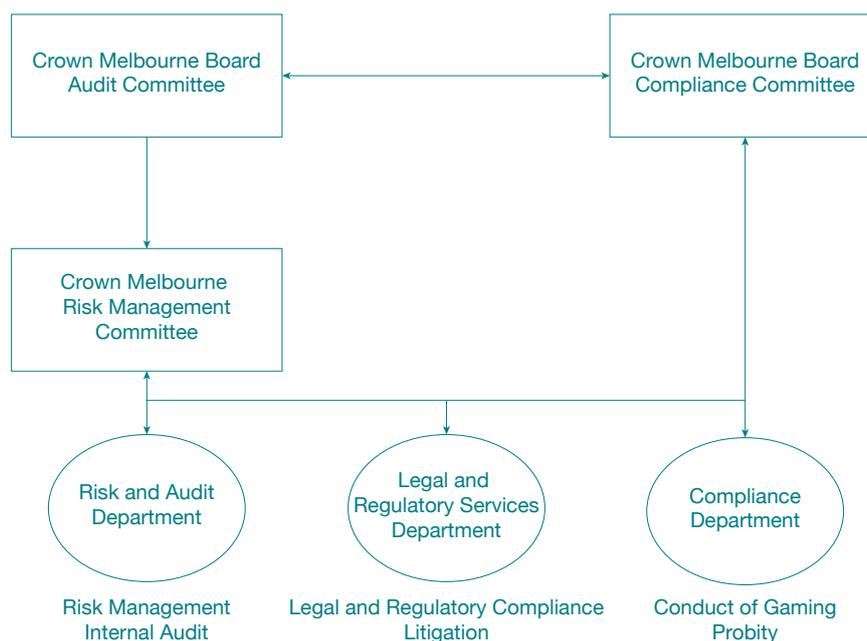 Crown Melbourne Board
Audit Committee
Crown Melbourne Board
Compliance Committee
Crown Melbourne
Risk Management
Committee
Risk and Audit
Department
Legal and
Regulatory Services
Department
Compliance
Department
Risk Management
Internal Audit
Legal and Regulatory Compliance
Litigation
Conduct of Gaming
Probity